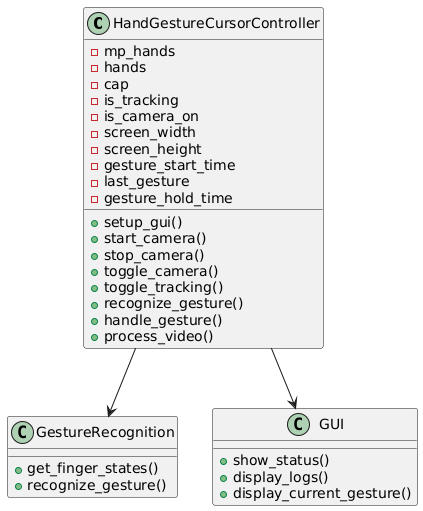 C HandGestureCursorController
mp_hands
hands
cap
is_tracking
is_camera_on
screen_width
screen_height
gesture_start_time
last_gesture
gesture_hold_time
setup_gui()
start_camera()
stop_camera()
toggle_camera()
toggle_tracking()
recognize_gesture()
handle_gesture()
process_video()
C GestureRecognition
get_finger_states()
recognize_gesture()
C GUI
show_status()
display_logs()
display_current_gesture()